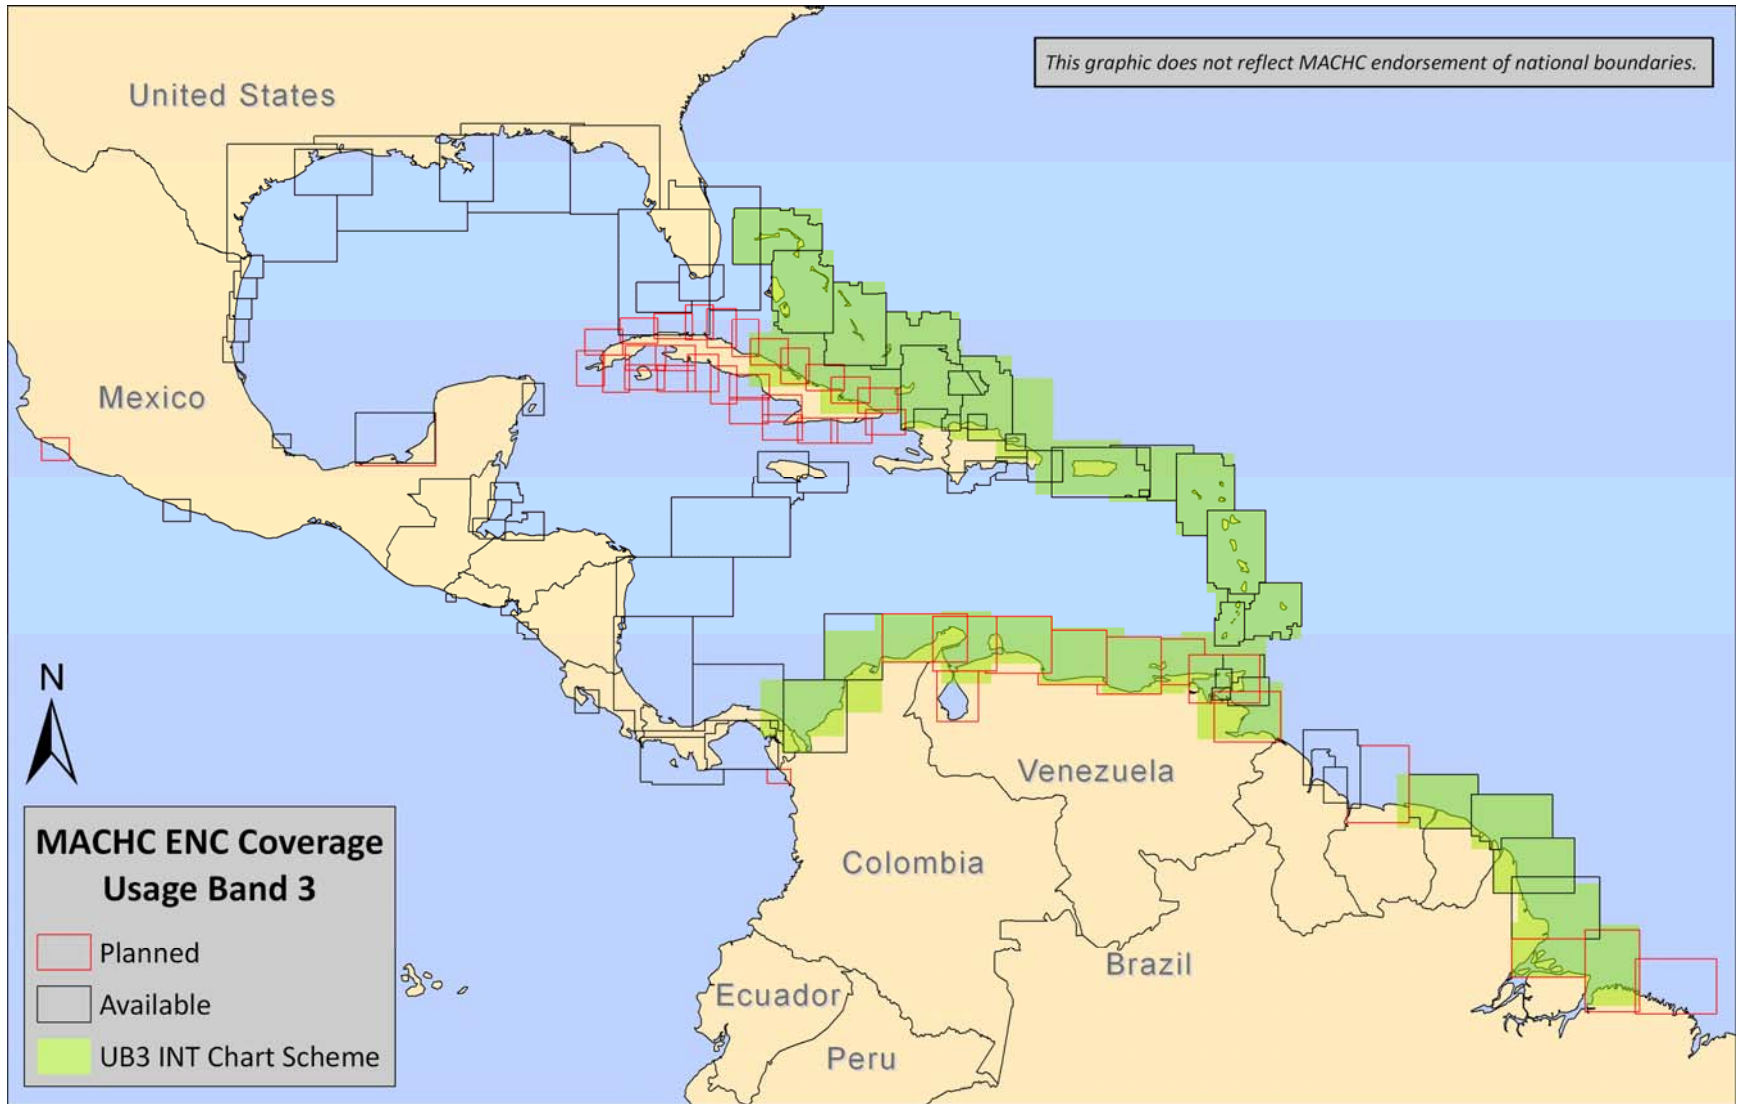 This graphic does not reflect MACHC endorsement of national boundaries.
United States
Mexico
N
Venezuela
MACHC ENC Coverage
Usage Band 3
Colombia
Planned
Brazil
Available
Ecuador
UB3 INT Chart Scheme
Peru